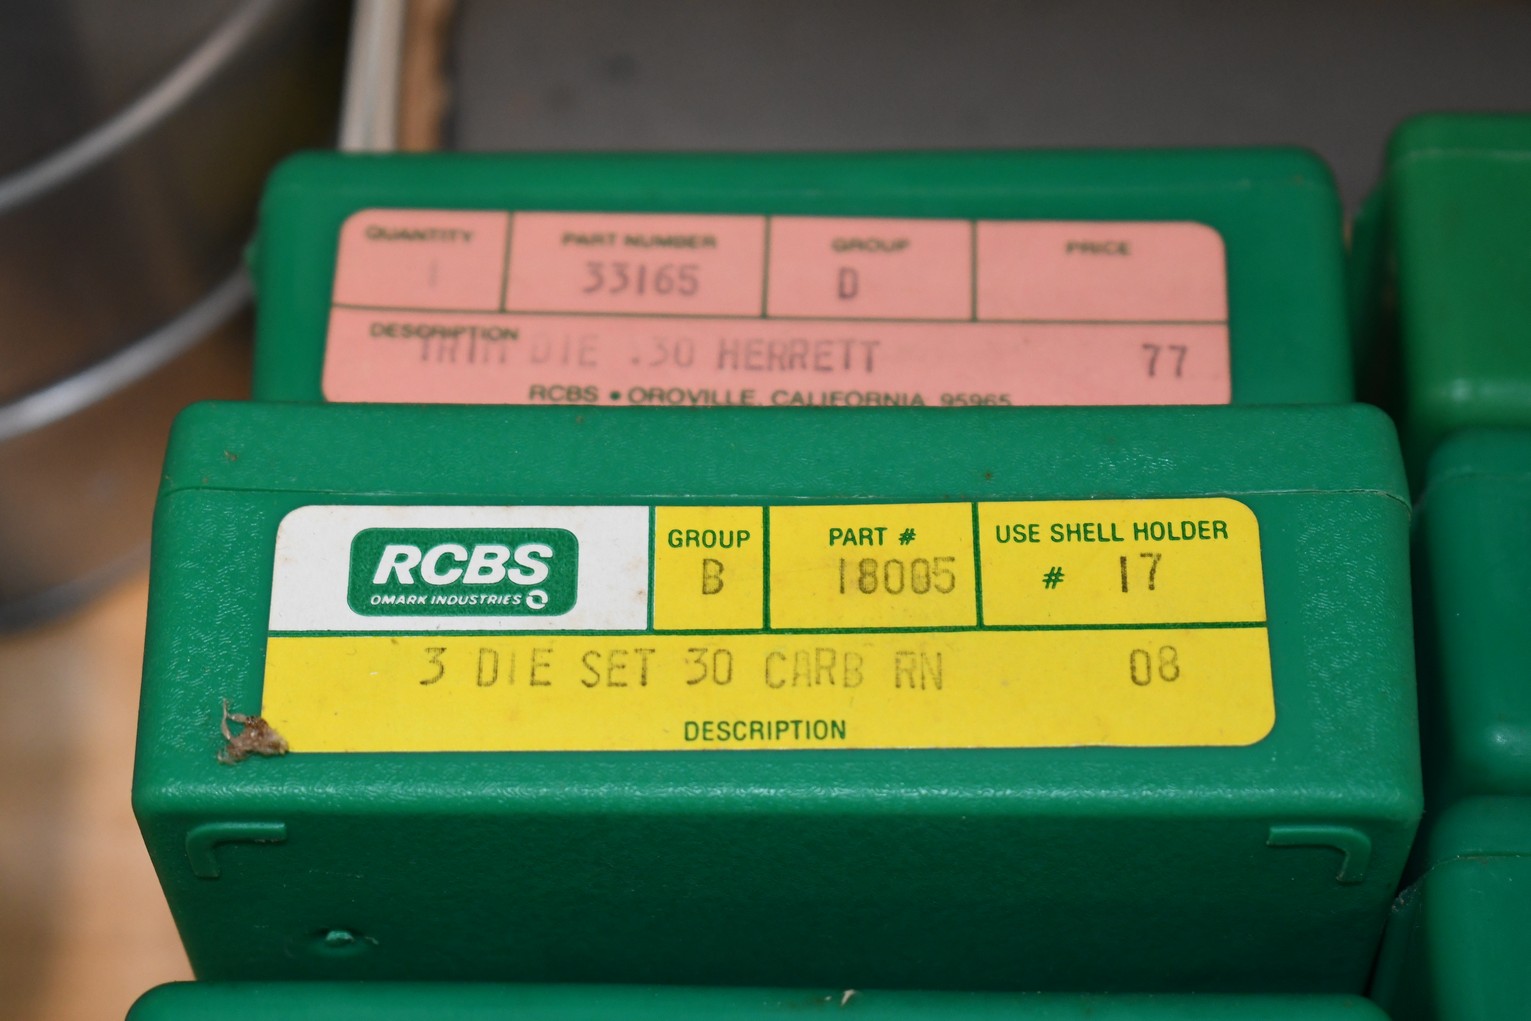 QUANTITY PART NUMBER GROUP PRICE
1 33165 D
DESCRIPTION
TRIM DIE .30 HERRETT 77
RCBS • OROVILLE, CALIFORNIA 95965
RCBS
OMARK INDUSTRIES
GROUP PART # USE SHELL HOLDER
B 18005 # 17
3 DIE SET 30 CARB RN 08
DESCRIPTION